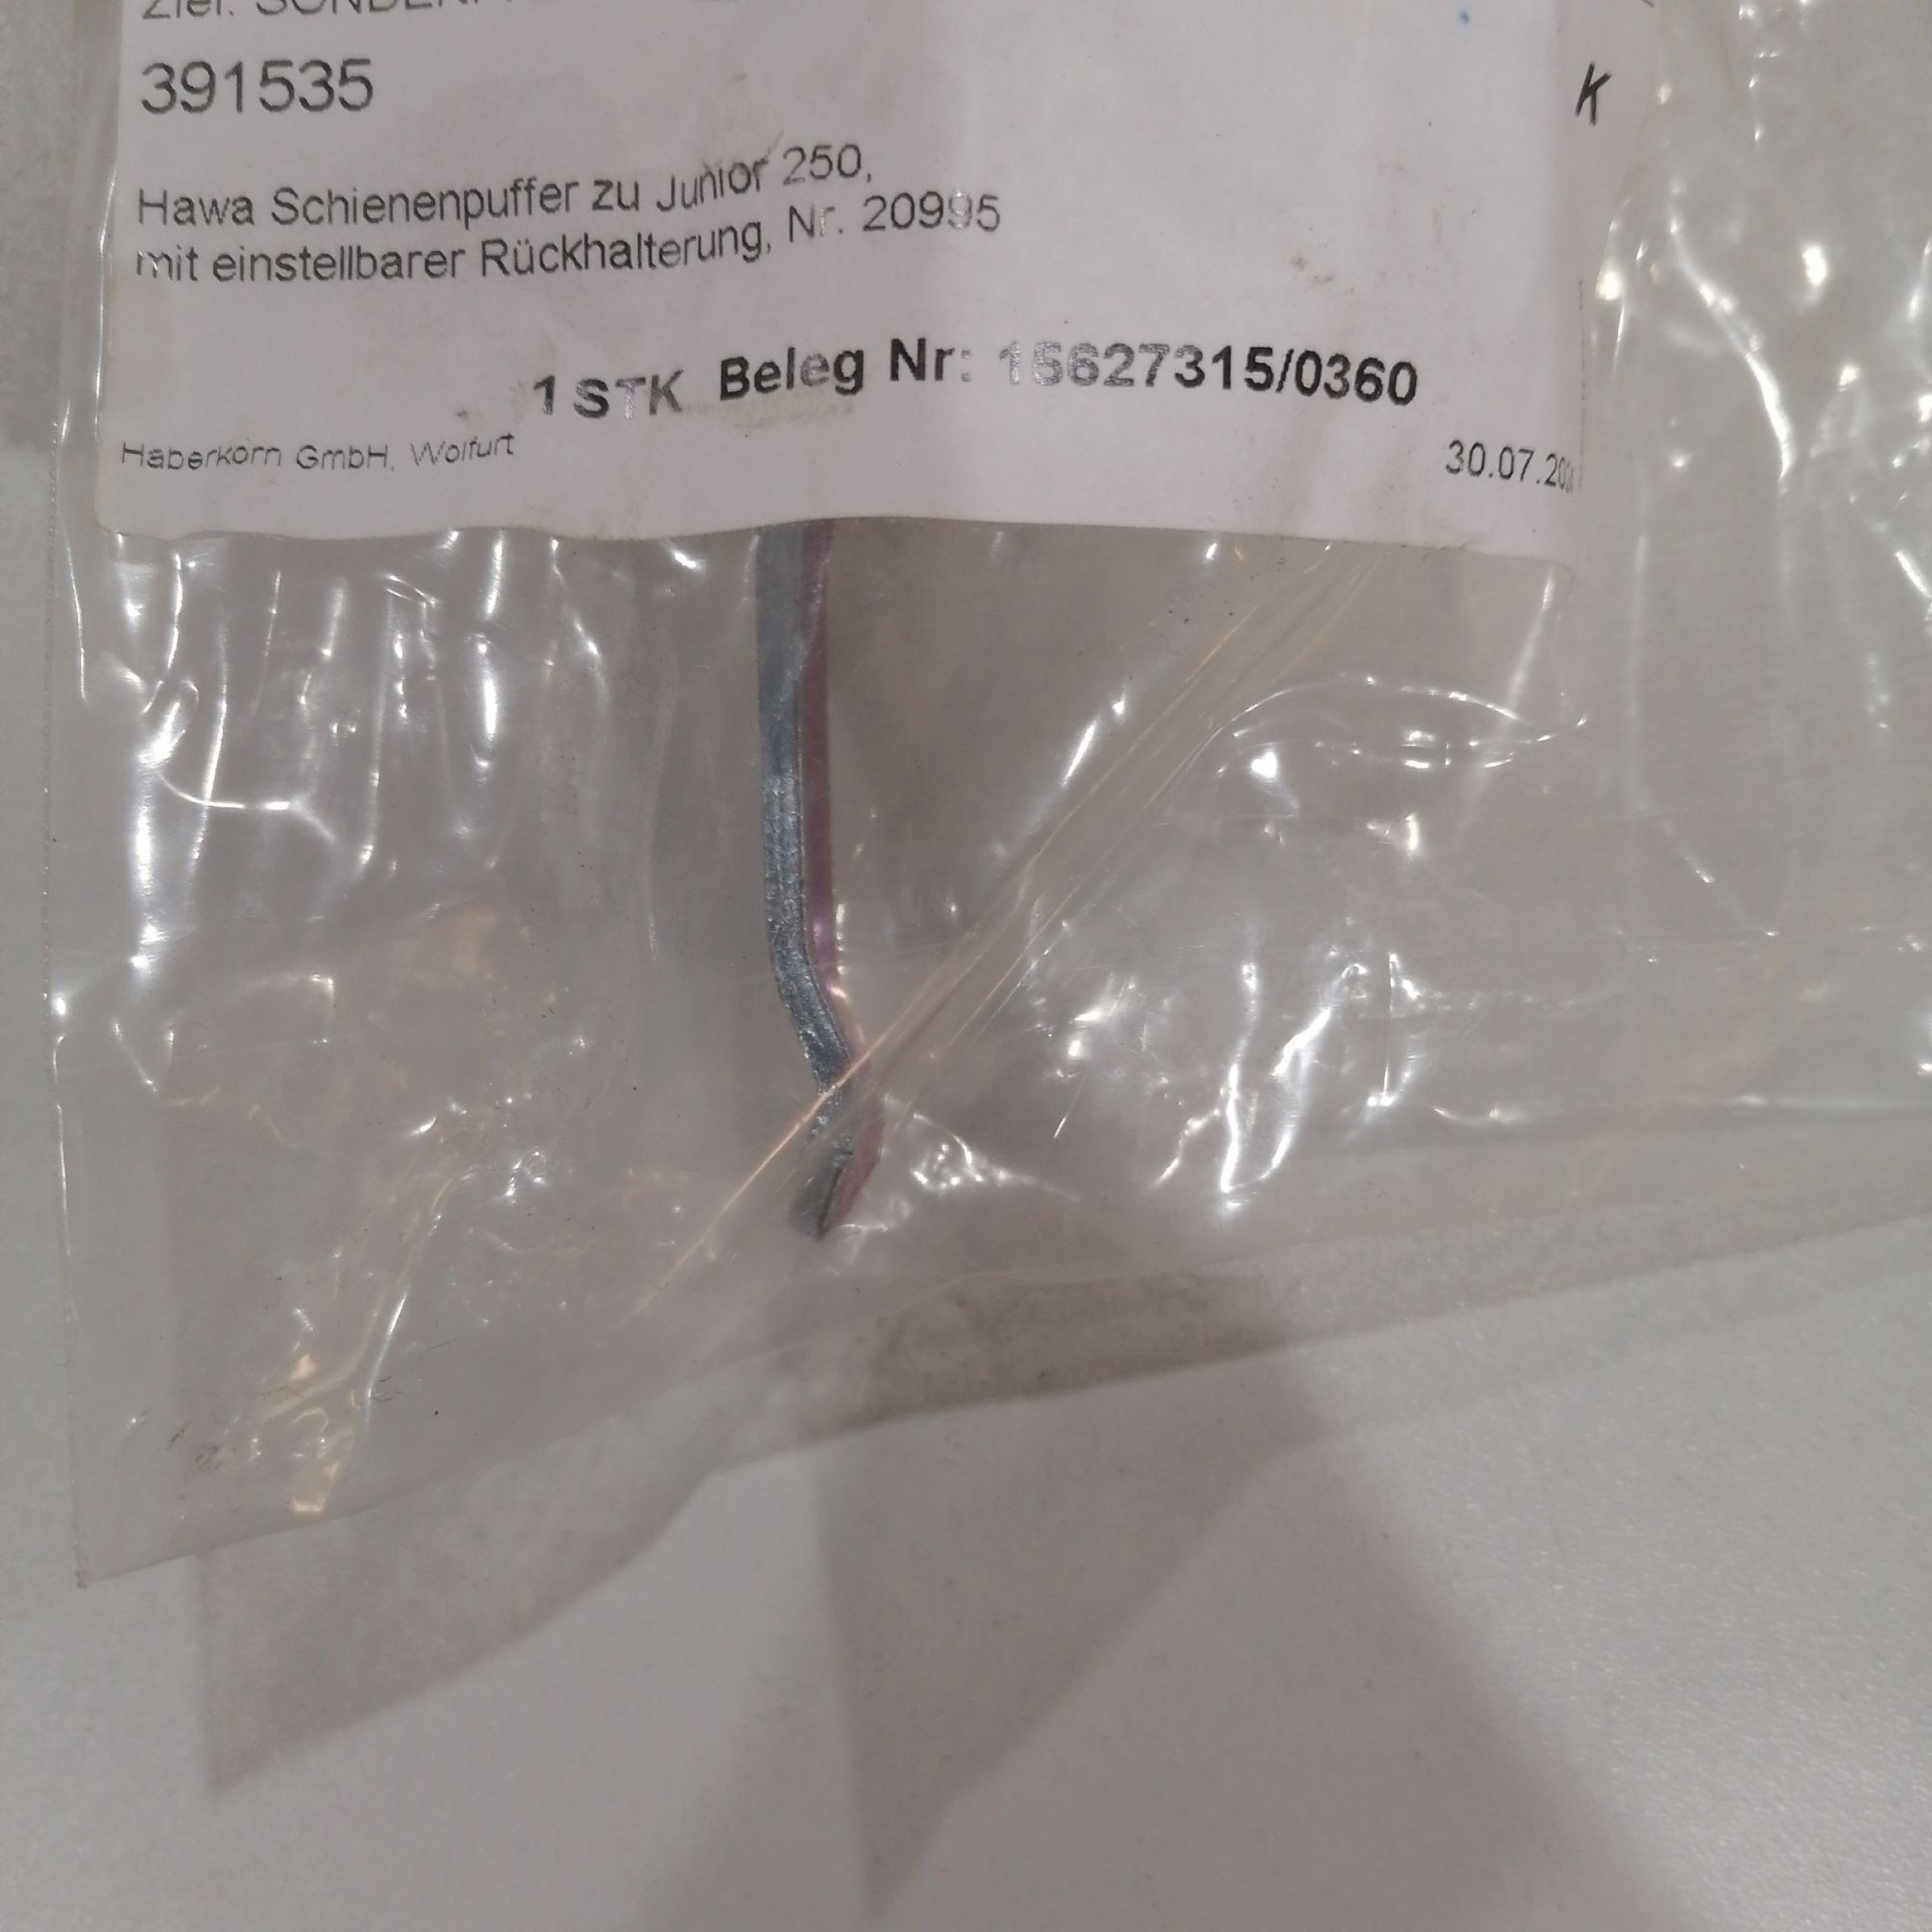 391535
K
Hawa Schienenpuffer zu Junior 250,
mit einstellbarer Rückhalterung, Nr. 20995
1 STK Beleg Nr: 15627315/0360
Haberkorn GmbH, Wolfurt